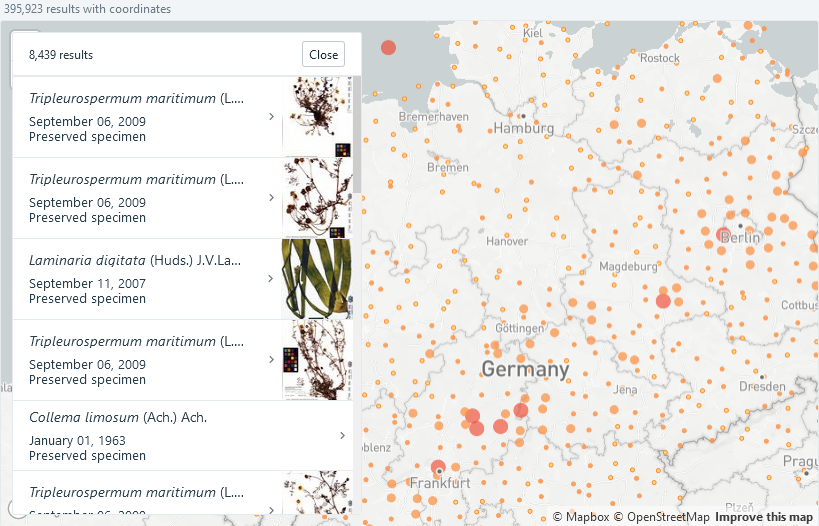 395,923 results with coordinates
8,439 results
Close
Tripleurospermum maritimum (L....
September 06, 2009
Preserved specimen
Tripleurospermum maritimum (L....
September 06, 2009
Preserved specimen
Laminaria digitata (Huds.) J.V.La...
September 11, 2007
Preserved specimen
Tripleurospermum maritimum (L....
September 06, 2009
Preserved specimen
Collema limosum (Ach.) Ach.
January 01, 1963
Preserved specimen
Tripleurospermum maritimum (L....
September 06, 2009
Kiel
Rostock
Bremerhaven
Hamburg
Szcze
Bremen
Berlin
Hanover
Magdeburg
Cottbus
Göttingen
Germany
Jena
Dresden
oblenz
Frankfurt
Pragu
Plzen
© Mapbox © OpenStreetMap Improve this map